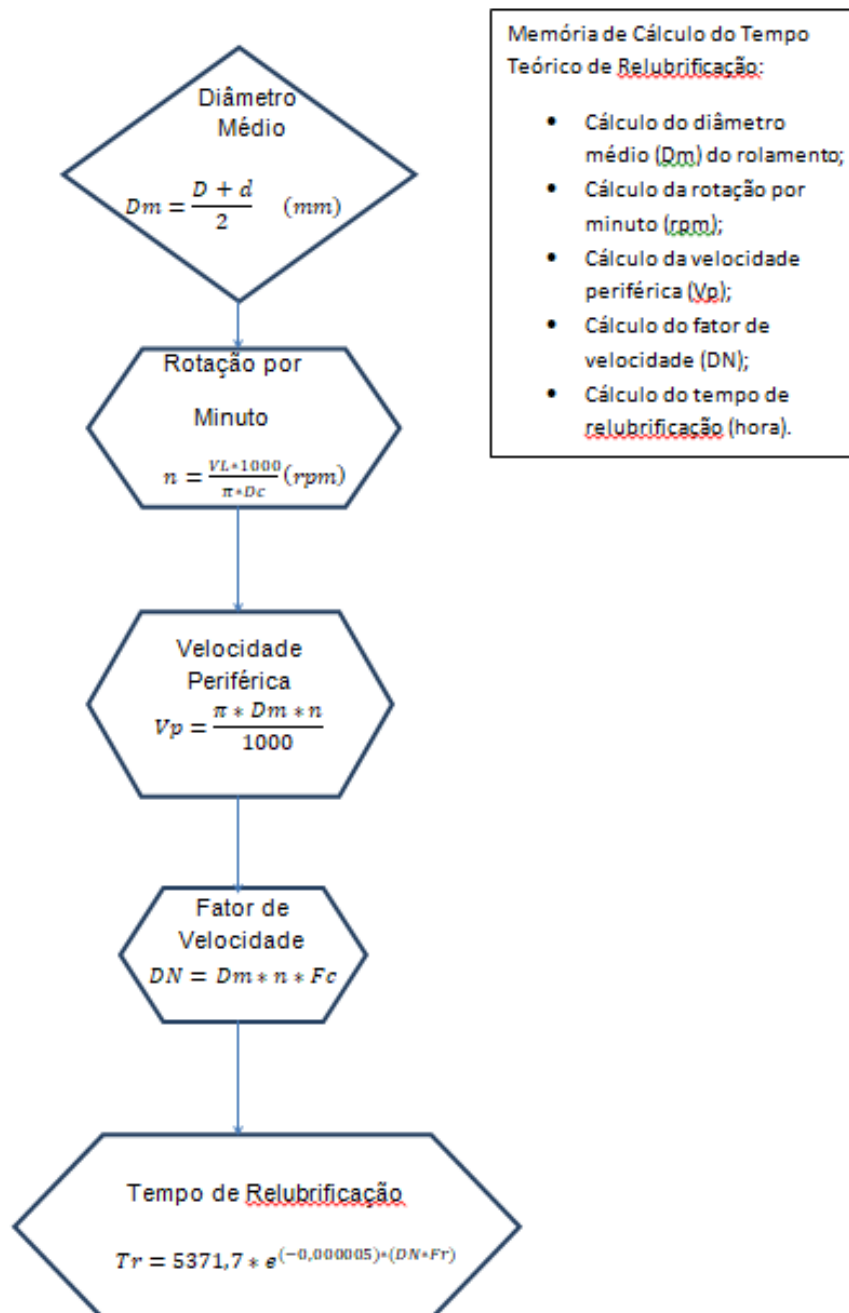 Diâmetro
Médio
Dm = \frac{D + d}{2} (mm)
Rotação por
Minuto
n = \frac{VL*1000}{π*Dc} (rpm)
Velocidade
Periférica
Vp = \frac{π * Dm * n}{1000}
Fator de
Velocidade
DN = Dm * n * Fc
Tempo de Relubrificação
Tr = 5371,7 * e^{(-0,000005)*(DN*Fr)}
Memória de Cálculo do Tempo
Teórico de Relubrificação:
• Cálculo do diâmetro
médio (Dm) do rolamento;
• Cálculo da rotação por
minuto (rpm);
• Cálculo da velocidade
periférica (Vp);
• Cálculo do fator de
velocidade (DN);
• Cálculo do tempo de
relubrificação (hora).